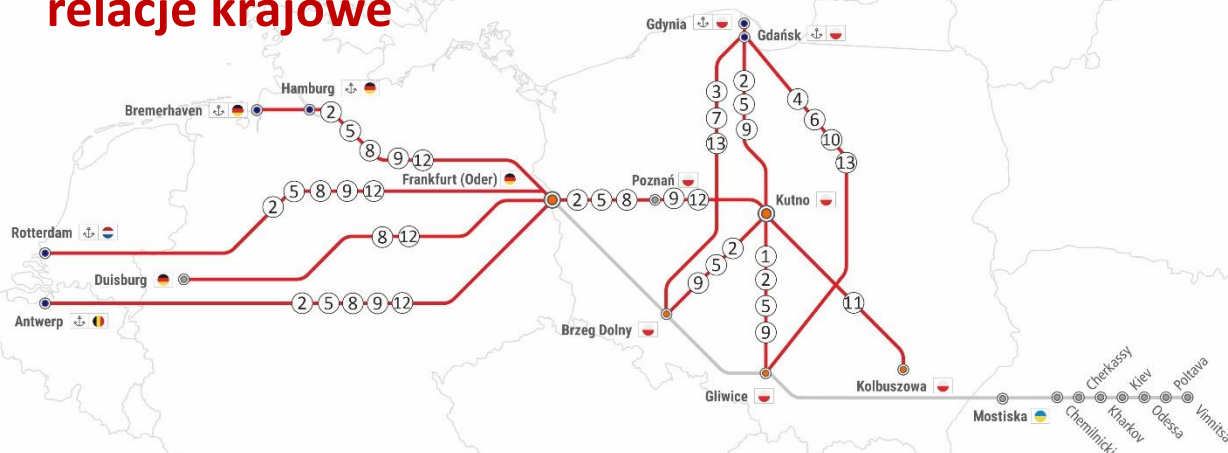 relacje krajowe
Gdynia
Gdańsk
3
7
13
2
5
9
4
6
10
13
Hamburg
Bremerhaven
2
5
8
9
12
Frankfurt (Oder)
2
5
8
9
12
Poznań
2
5
8
9
12
Kutno
Rotterdam
8
12
Duisburg
2
5
8
9
12
Antwerp
9
5
2
1
2
5
9
11
Brzeg Dolny
Gliwice
Kolbuszowa
Mostiska
Chemilnicki
Cherkassy
Kharkov
Kiev
Odessa
Poltava
Vinnitsa